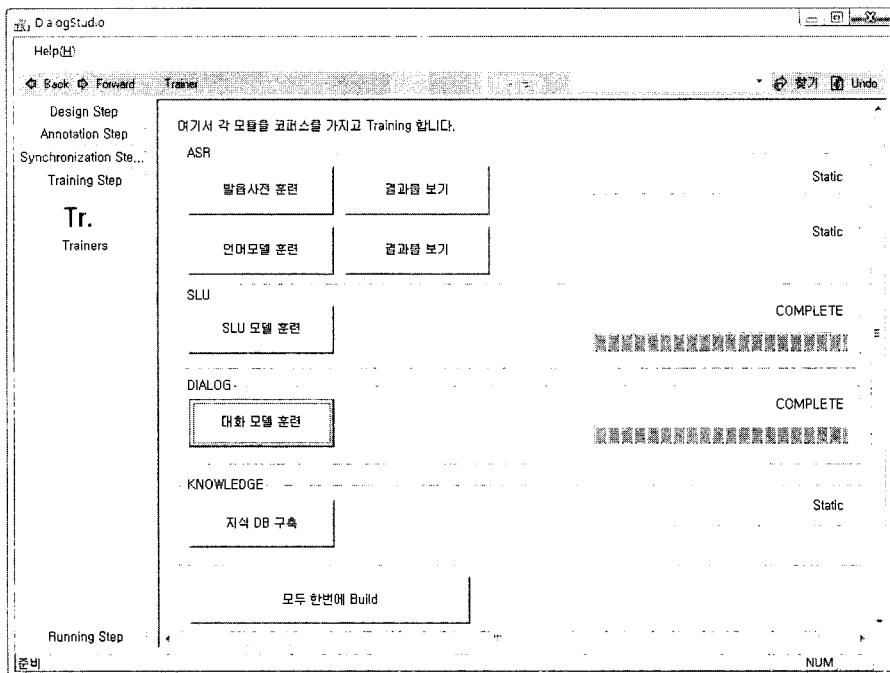 DialogStudio
Help(H)
Back Forward Trainer 찾기 Undo
Design Step
Annotation Step
Synchronization Ste...
Training Step
Tr.
Trainers
Running Step
여기서 각 모듈을 코퍼스를 가지고 Training 합니다.
ASR
발음사전 훈련 결과물 보기 Static
언어모델 훈련 결과물 보기 Static
SLU
SLU 모델 훈련 COMPLETE
DIALOG
대화 모델 훈련 COMPLETE
KNOWLEDGE
지식 DB 구축 Static
모두 한번에 Build
준비 NUM